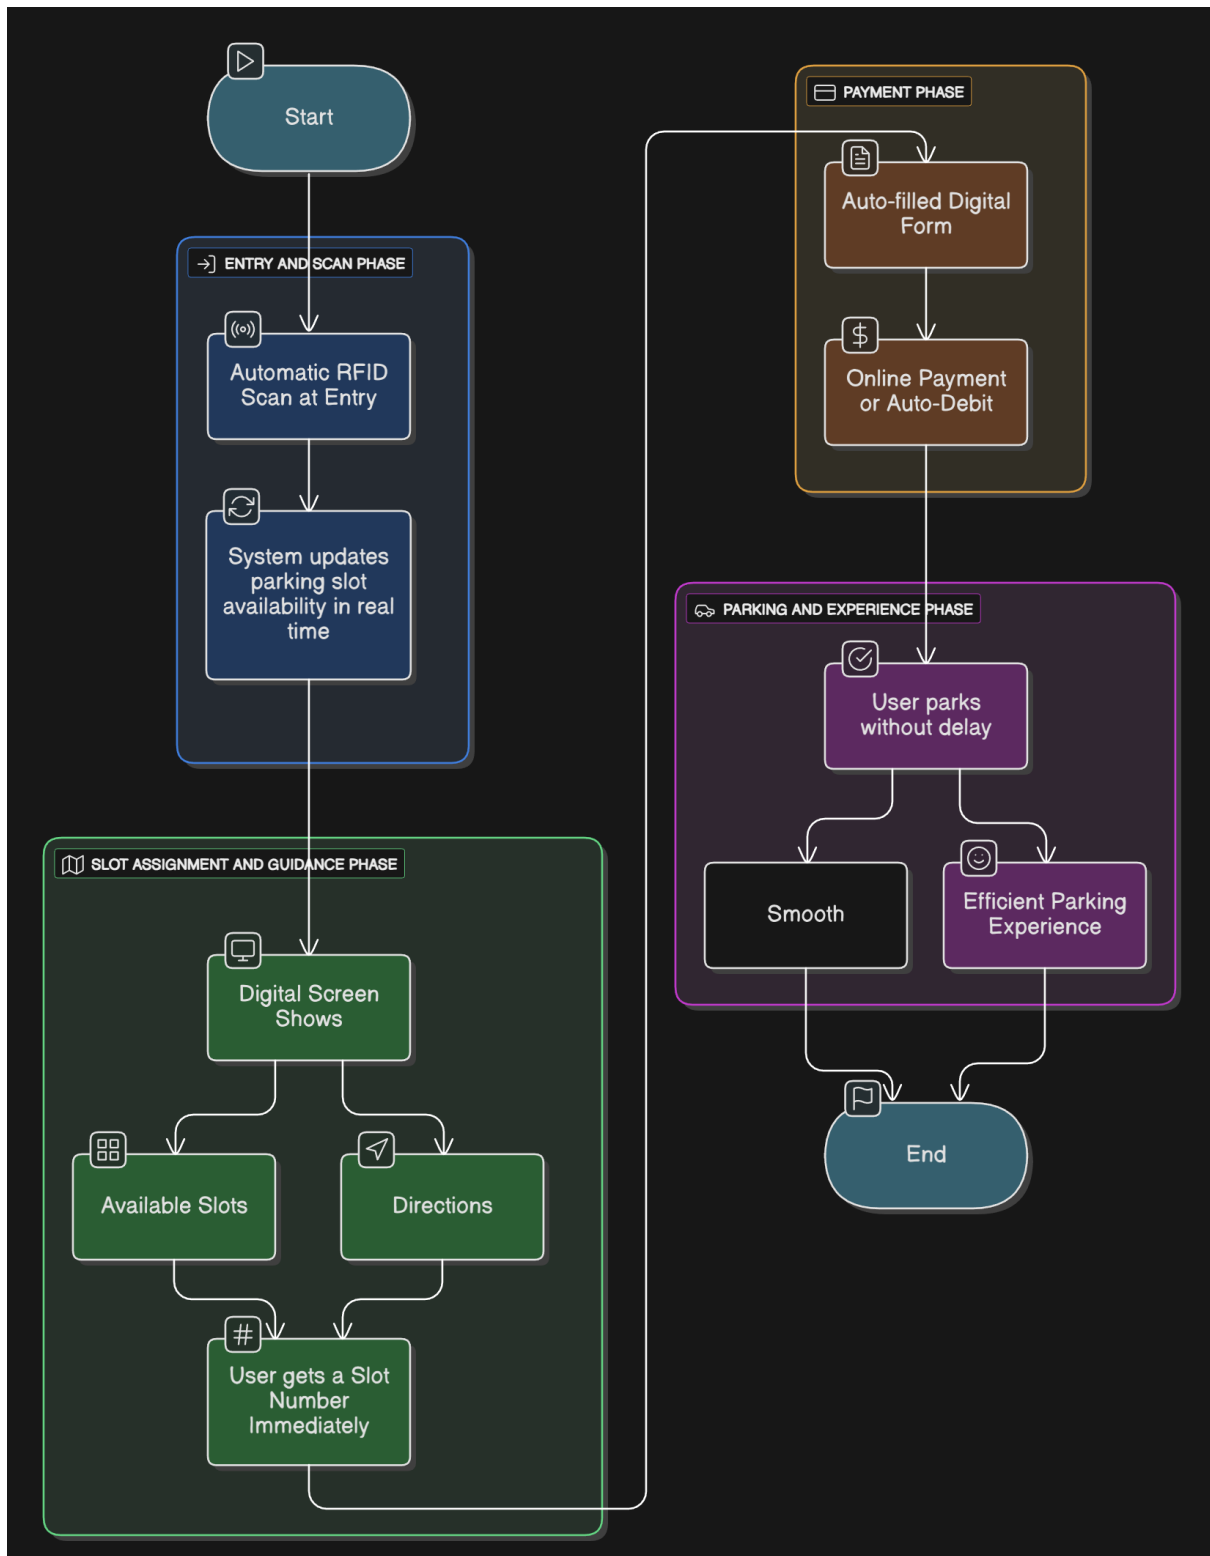 Start
ENTRY AND SCAN PHASE
Automatic RFID
Scan at Entry
System updates
parking slot
availability in real
time
SLOT ASSIGNMENT AND GUIDANCE PHASE
Digital Screen
Shows
Available Slots
Directions
User gets a Slot
Number
Immediately
PAYMENT PHASE
Auto-filled Digital
Form
Online Payment
or Auto-Debit
PARKING AND EXPERIENCE PHASE
User parks
without delay
Smooth
Efficient Parking
Experience
End